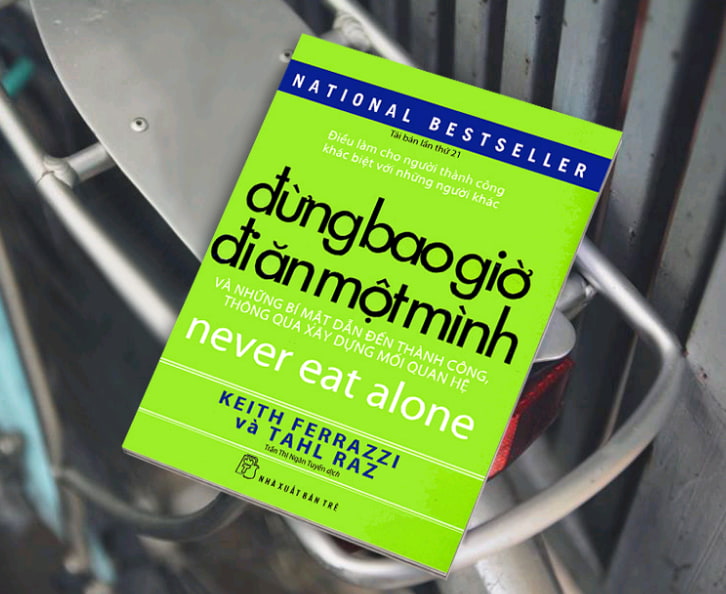 NATIONAL BESTSELLER
Tái bản lần thứ 21
Điều làm cho người thành công
khác biệt với những người khác
đừng bao giờ
đi ăn một mình
VÀ NHỮNG BÍ MẬT DẪN ĐẾN THÀNH CÔNG,
THÔNG QUA XÂY DỰNG MỐI QUAN HỆ
never eat alone
KEITH FERRAZZI
và TAHL RAZ
Trần Thị Ngân Tuyến dịch
NHÀ XUẤT BẢN TRẺ